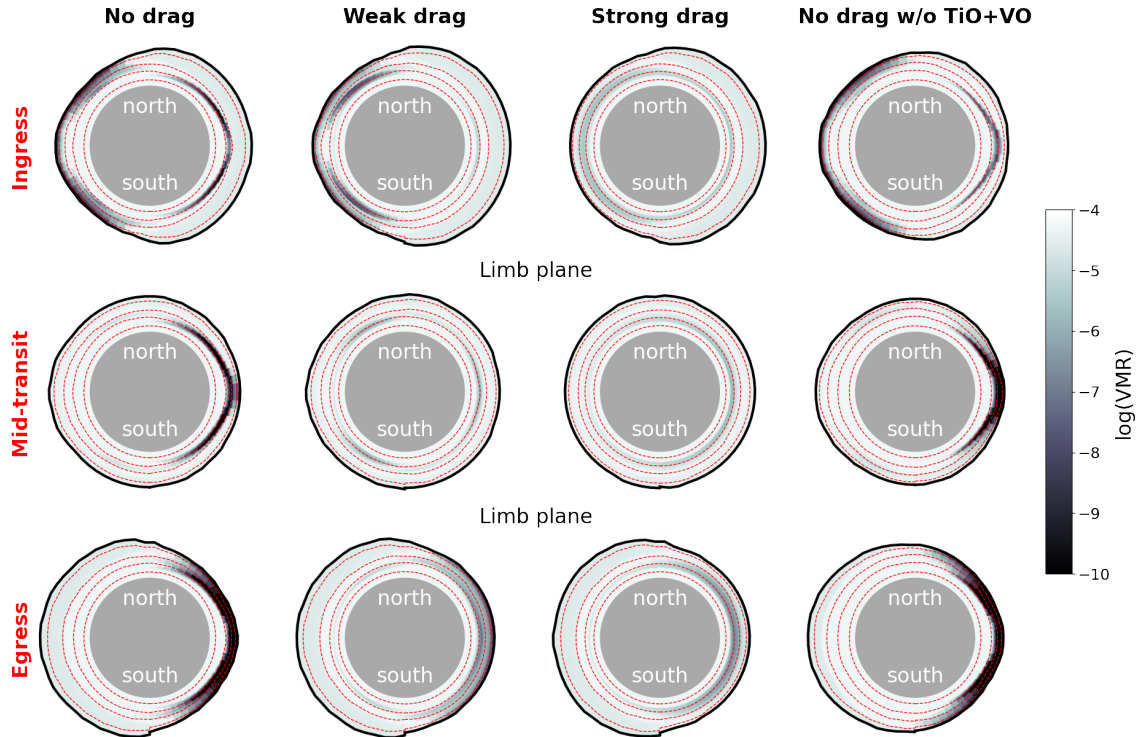 No drag Weak drag Strong drag No drag w/o TiO+VO
Ingress
north north north north
south south south south
Limb plane
Mid-transit
north north north north
south south south south
Limb plane
Egress
north north north north
south south south south
−4
−5
−6
−7
−8
−9
−10
log(VMR)